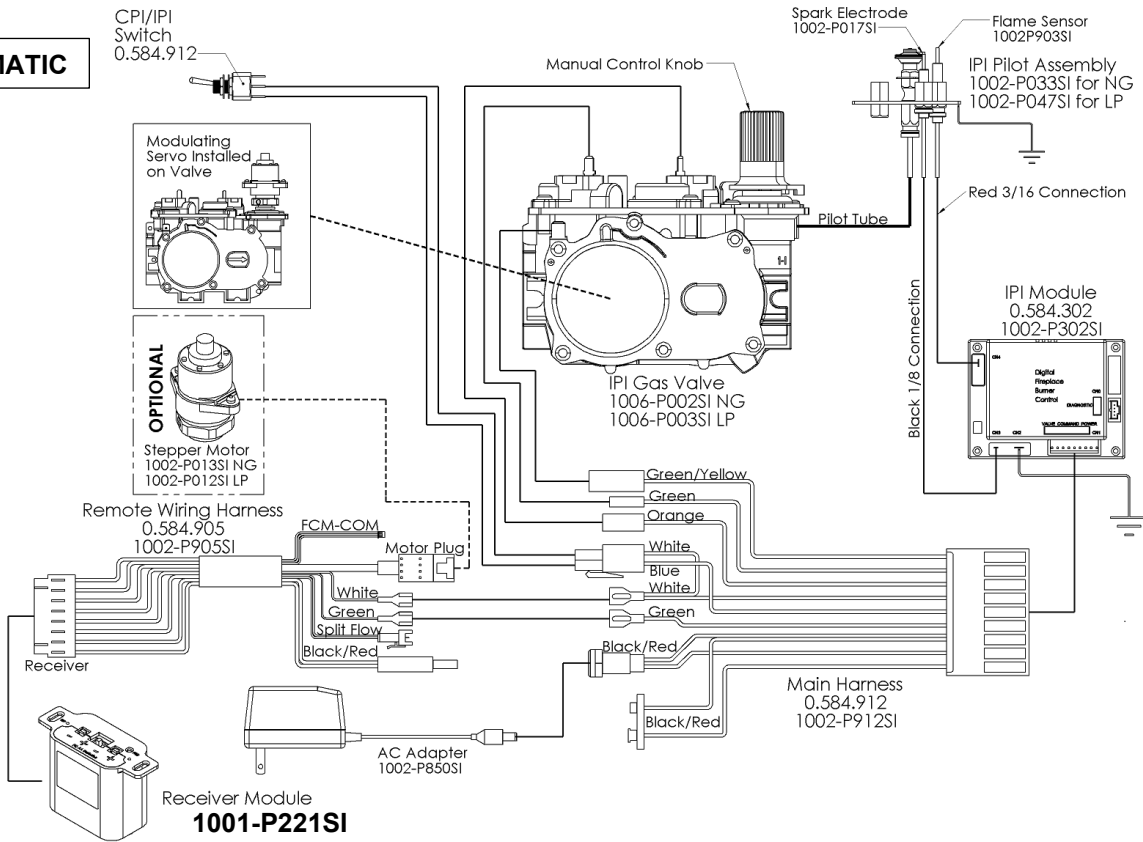 MATIC
CPI/IPI
Switch
0.584.912
Manual Control Knob
Spark Electrode
1002-P017SI
Flame Sensor
1002P903SI
IPI Pilot Assembly
1002-P033SI for NG
1002-P047SI for LP
Modulating
Servo Installed
on Valve
Pilot Tube
Red 3/16 Connection
Black 1/8 Connection
IPI Module
0.584.302
1002-P302SI
CN4
Digital
Fireplace
Burner
Control
CN0
DIAGNOSTIC
VALVE COMMAND POWER
CN3
CN2
CN1
IPI Gas Valve
1006-P002SI NG
1006-P003SI LP
OPTIONAL
Stepper Motor
1002-P013SI NG
1002-P012SI LP
Remote Wiring Harness
0.584.905
1002-P905SI
FCM-COM
Motor Plug
White
Green
Split Flow
Black/Red
Receiver
Green/Yellow
Green
Orange
White
Blue
White
Green
Black/Red
Black/Red
Main Harness
0.584.912
1002-P912SI
AC Adapter
1002-P850SI
Receiver Module
1001-P221SI